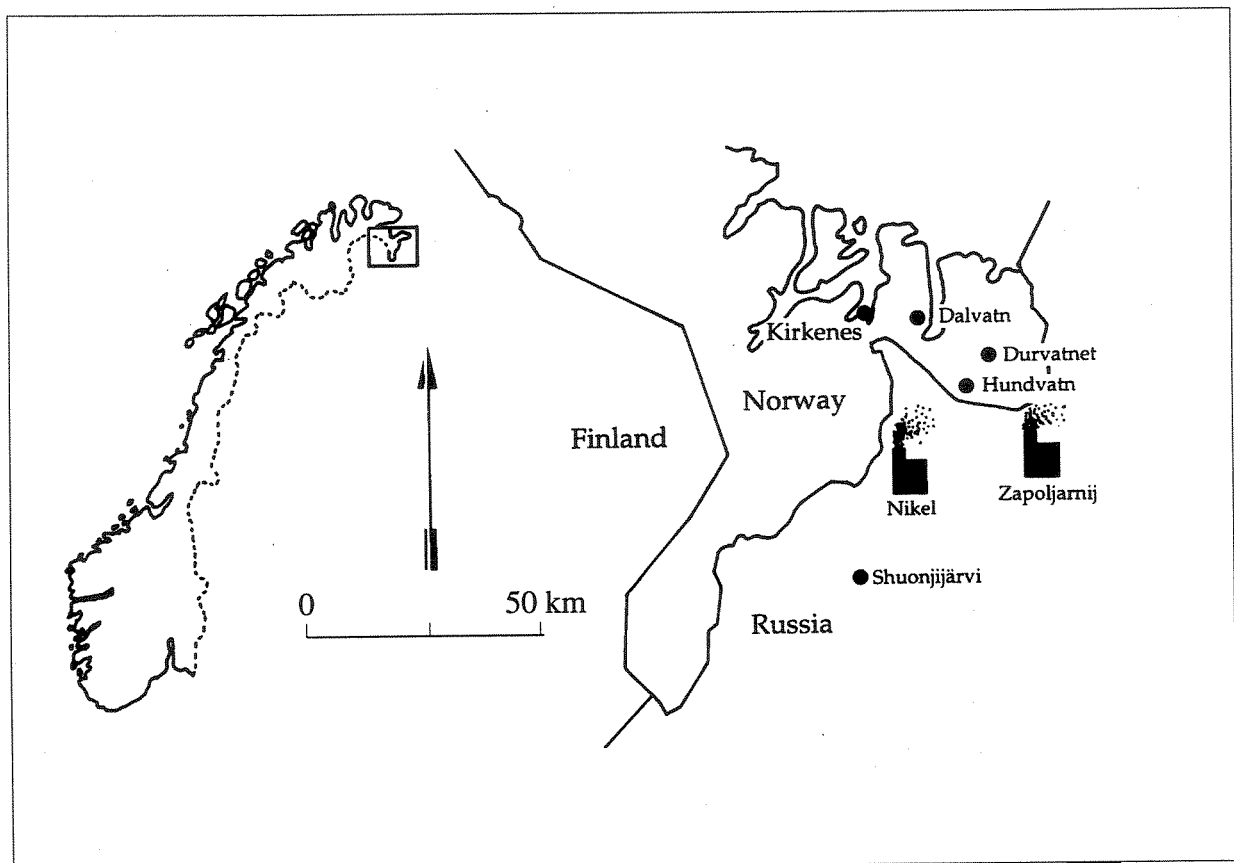 Kirkenes
Dalvatn
Durvatnet
Hundvatn
Norway
Finland
Nikel
Zapoljarnij
Shuonjijärvi
0
50 km
Russia